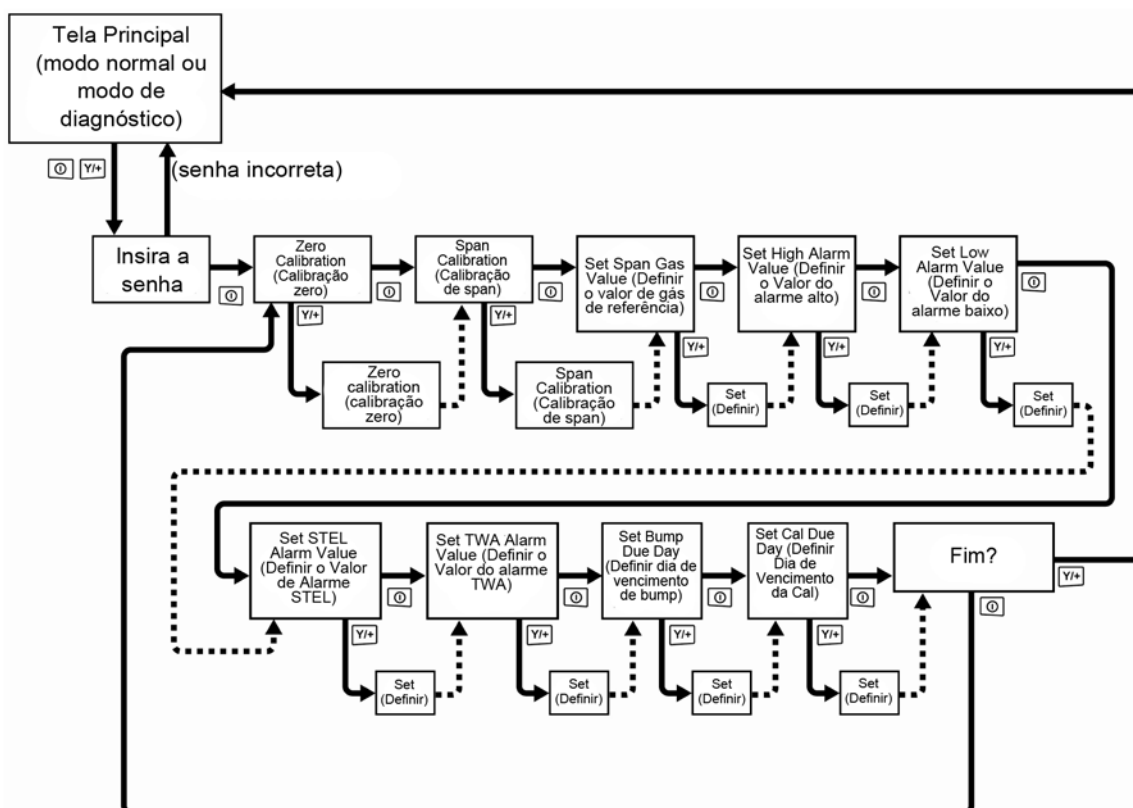 Tela Principal
(modo normal ou
modo de
diagnóstico)
Y/+
(senha incorreta)
Insira a
senha
Zero
Calibration
(Calibração
zero)
Y/+
Span
Calibration
(Calibração
de span)
Y/+
Set Span Gas
Value (Definir
o valor de gás
de referência)
Y/+
Set High Alarm
Value (Definir
o Valor do
alarme alto)
Y/+
Set Low
Alarm Value
(Definir o
Valor do
alarme baixo)
Y/+
Zero
calibration
(calibração
zero)
Span
Calibration
(Calibração
de span)
Set
(Definir)
Set
(Definir)
Set
(Definir)
Set STEL
Alarm Value
(Definir o Valor
de Alarme
STEL)
Y/+
Set TWA Alarm
Value (Definir o
Valor do alarme
TWA)
Y/+
Set Bump
Due Day
(Definir dia de
vencimento
de bump)
Y/+
Set Cal Due
Day (Definir
Dia de
Vencimento
da Cal)
Y/+
Fim?
Y/+
Set
(Definir)
Set
(Definir)
Set
(Definir)
Set
(Definir)